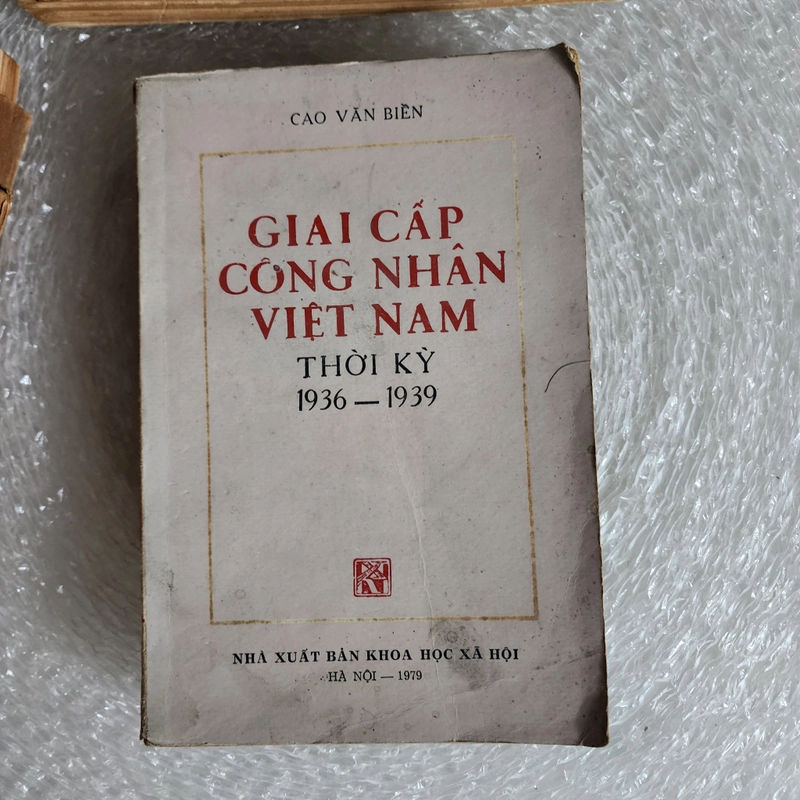 CAO VĂN BIỀN
GIAI CẤP
CÔNG NHÂN
VIỆT NAM
THỜI KỲ
1936 — 1939
NHÀ XUẤT BẢN KHOA HỌC XÃ HỘI
HÀ NỘI — 1979